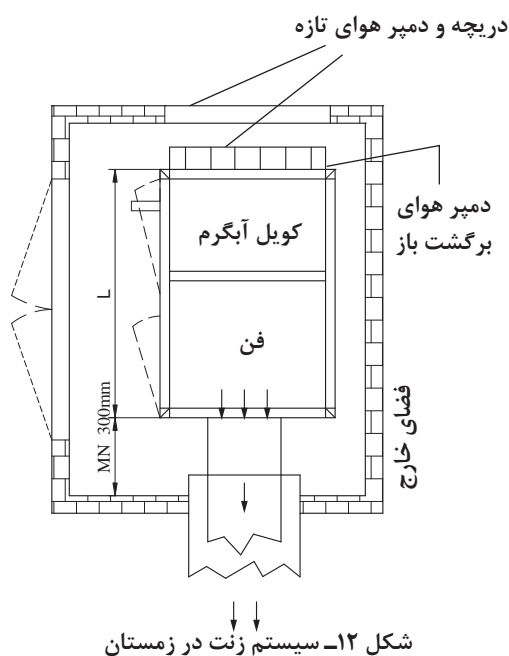 دریچه و دمپر هوای تازه
دمپر هوای
برگشت باز
کویل آبگرم
فن
L
MN 300mm
فضای خارج
شکل ۱۲ـ سیستم زنت در زمستان